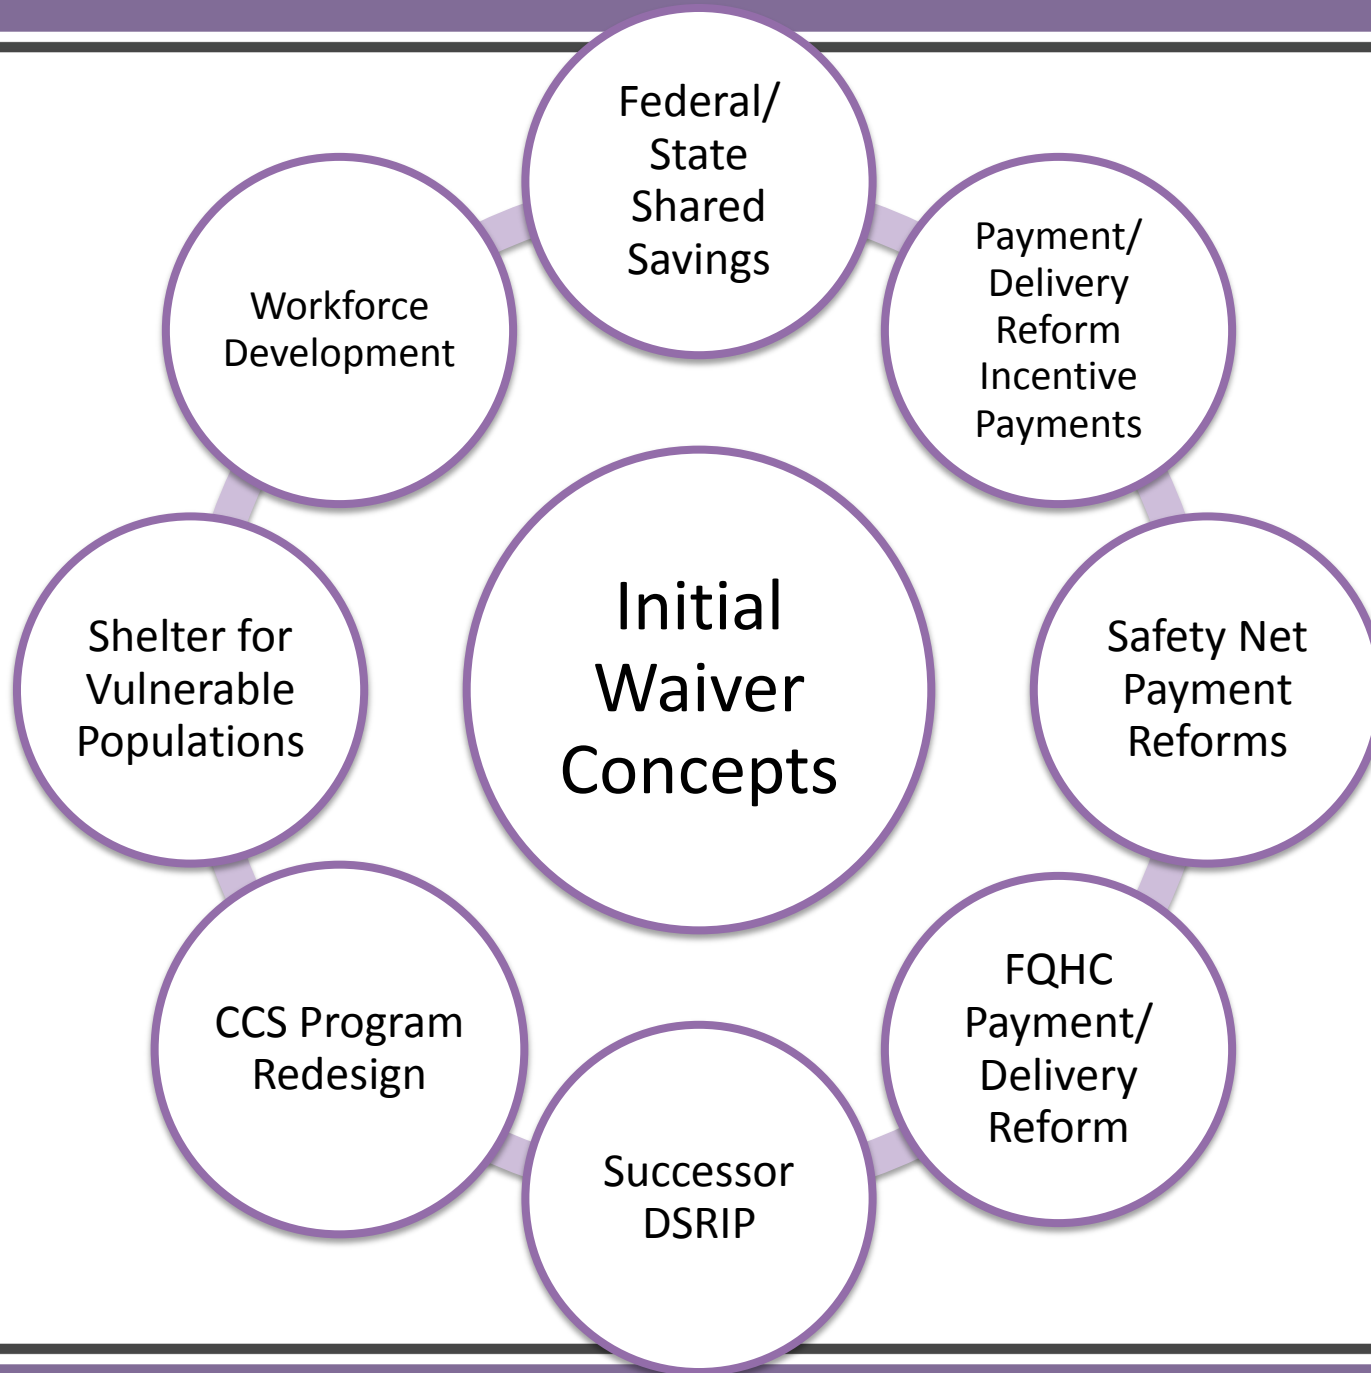 Federal/
State
Shared
Savings
Payment/
Delivery
Reform
Incentive
Payments
Safety Net
Payment
Reforms
FQHC
Payment/
Delivery
Reform
Successor
DSRIP
CCS Program
Redesign
Shelter for
Vulnerable
Populations
Workforce
Development
Initial
Waiver
Concepts